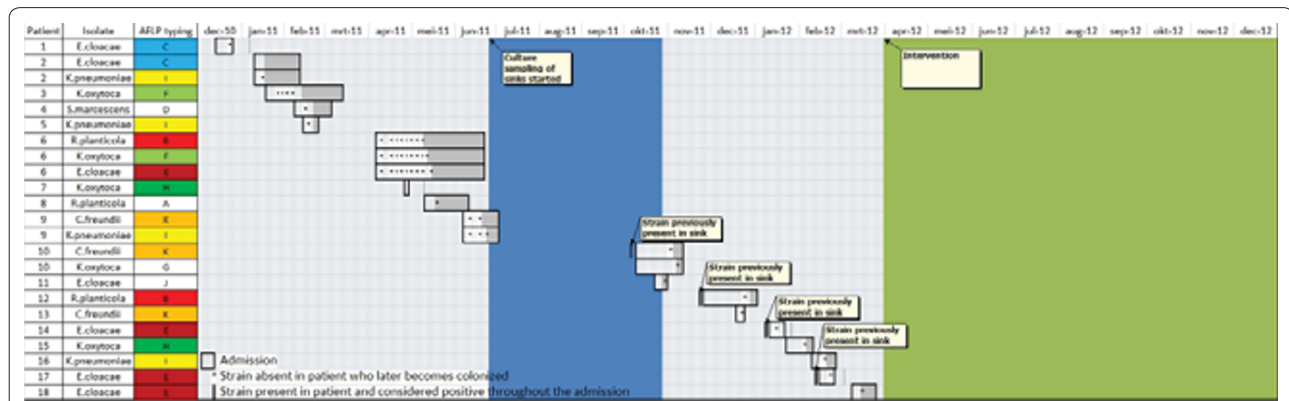 Patient Isolate AFLP typing dec-10 jan-11 feb-11 mrt-11 apr-11 mei-11 jun-11 jul-11 aug-11 sep-11 okt-11 nov-11 dec-11 jan-12 feb-12 mrt-12 apr-12 mei-12 jun-12 jul-12 aug-12 sep-12 okt-12 nov-12 dec-12
1 E.cloacae C
2 E.cloacae C
2 K.pneumoniae I
3 K.oxytoca F
4 S.marcescens D
5 K.pneumoniae I
6 R.planticola B
6 K.oxytoca F
6 E.cloacae E
7 K.oxytoca H
8 R.planticola A
9 C.freundii K
9 K.pneumoniae I
10 C.freundii K
10 K.oxytoca G
11 E.cloacae J
12 R.planticola B
13 C.freundii K
14 E.cloacae E
15 K.oxytoca H
16 K.pneumoniae I
17 E.cloacae E
18 E.cloacae E
Culture
sampling of
sinks started
Intervention
Strain previously
present in sink
Strain previously
present in sink
Strain previously
present in sink
Strain previously
present in sink
Admission
* Strain absent in patient who later becomes colonized
Strain present in patient and considered positive throughout the admission